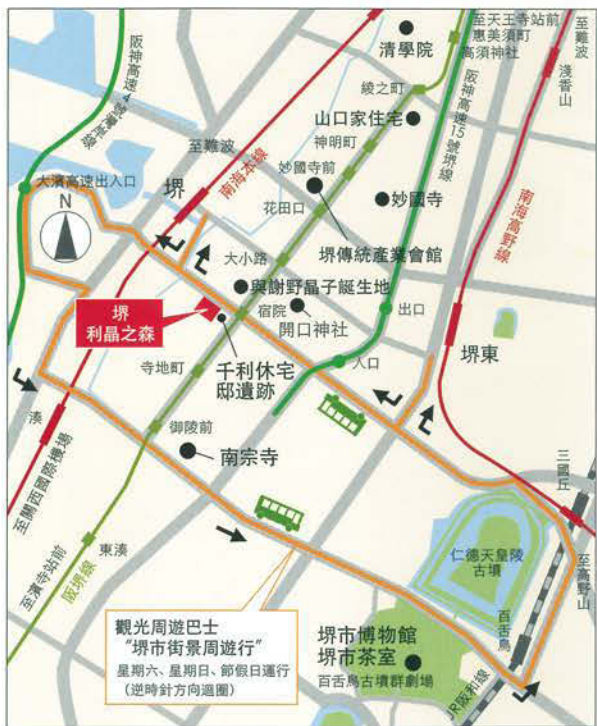 至天王寺站前
惠美須町
高須神社
至難波
淺香山
清學院
綾之町
阪神高速4號灣岸線
阪神高速15號堺線
山口家住宅
神明町
至難波
南海本線
妙國寺前
妙國寺
南海高野線
大濱高速出入口
堺
花田口
堺傳統產業會館
N
大小路
與謝野晶子誕生地
宿院
開口神社
出口
堺
利晶之森
堺東
千利休宅
邸遺跡
入口
寺地町
湊
御陵前
南宗寺
三國丘
至關西國際機場
仁德天皇陵
古墳
至高野山
東湊
至濱寺站前
阪堺線
百舌鳥
觀光周遊巴士
“堺市街景周遊行”
星期六、星期日、節假日運行
(逆時針方向迴圈)
堺市博物館
堺市茶室
百舌鳥古墳群劇場
JR阪和線